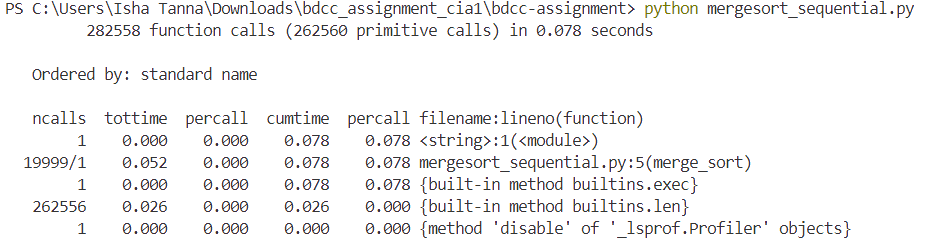 PS C:\Users\Isha Tanna\Downloads\bdcc_assignment_cia1\bdcc-assignment> python mergesort_sequential.py
         282558 function calls (262560 primitive calls) in 0.078 seconds

   Ordered by: standard name

   ncalls  tottime  percall  cumtime  percall filename:lineno(function)
        1    0.000    0.000    0.078    0.078 <string>:1(<module>)
  19999/1    0.052    0.000    0.078    0.078 mergesort_sequential.py:5(merge_sort)
        1    0.000    0.000    0.078    0.078 {built-in method builtins.exec}
   262556    0.026    0.000    0.026    0.000 {built-in method builtins.len}
        1    0.000    0.000    0.000    0.000 {method 'disable' of '_lsprof.Profiler' objects}